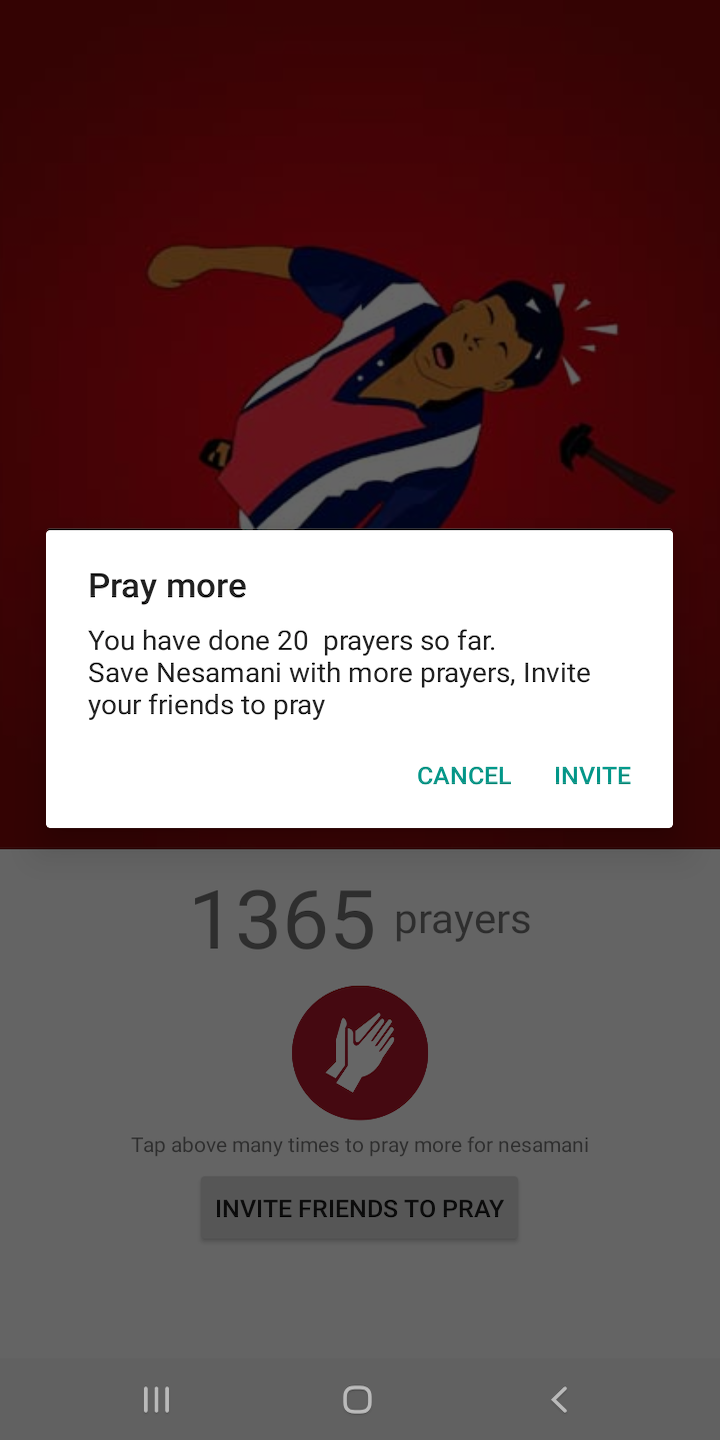 Pray more
You have done 20  prayers so far.
Save Nesamani with more prayers, Invite
your friends to pray
CANCEL INVITE
1365 prayers
Tap above many times to pray more for nesamani
INVITE FRIENDS TO PRAY